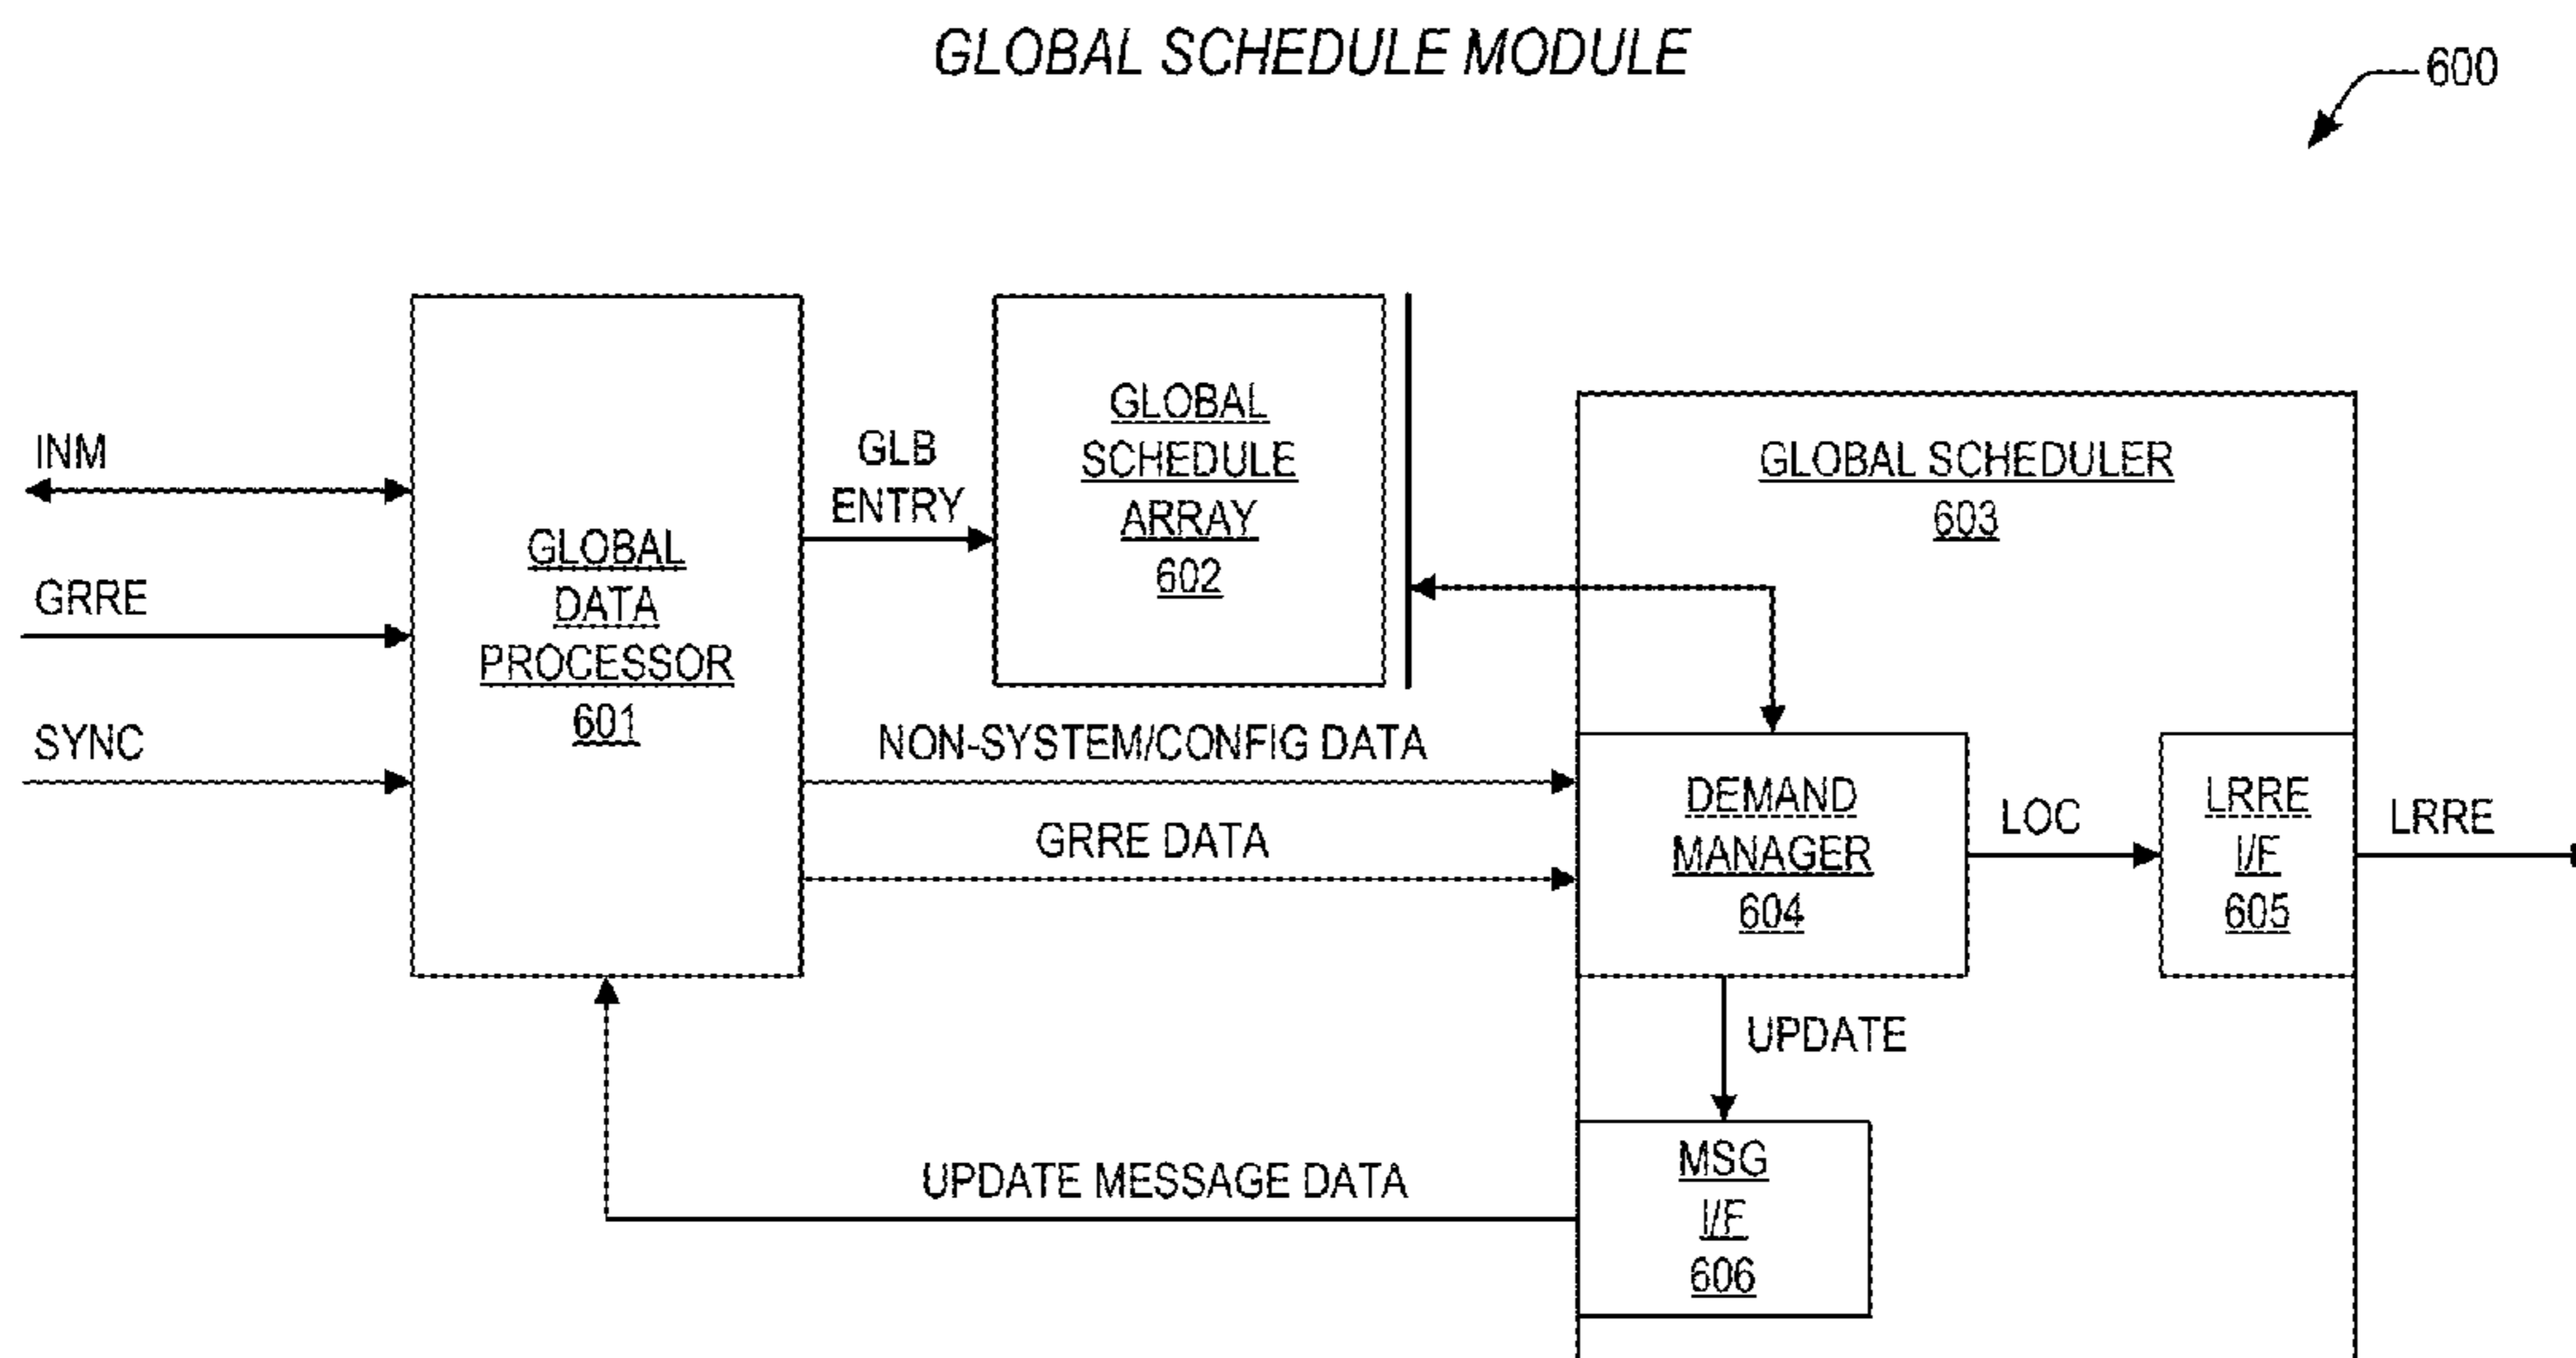 GLOBAL SCHEDULE MODULE
600
INM
GRRE
SYNC
GLOBAL
DATA
PROCESSOR
601
GLB
ENTRY
GLOBAL
SCHEDULE
ARRAY
602
NON-SYSTEM/CONFIG DATA
GRRE DATA
UPDATE MESSAGE DATA
GLOBAL SCHEDULER
603
DEMAND
MANAGER
604
LOC
LRRE
I/F
605
LRRE
UPDATE
MSG
I/F
606